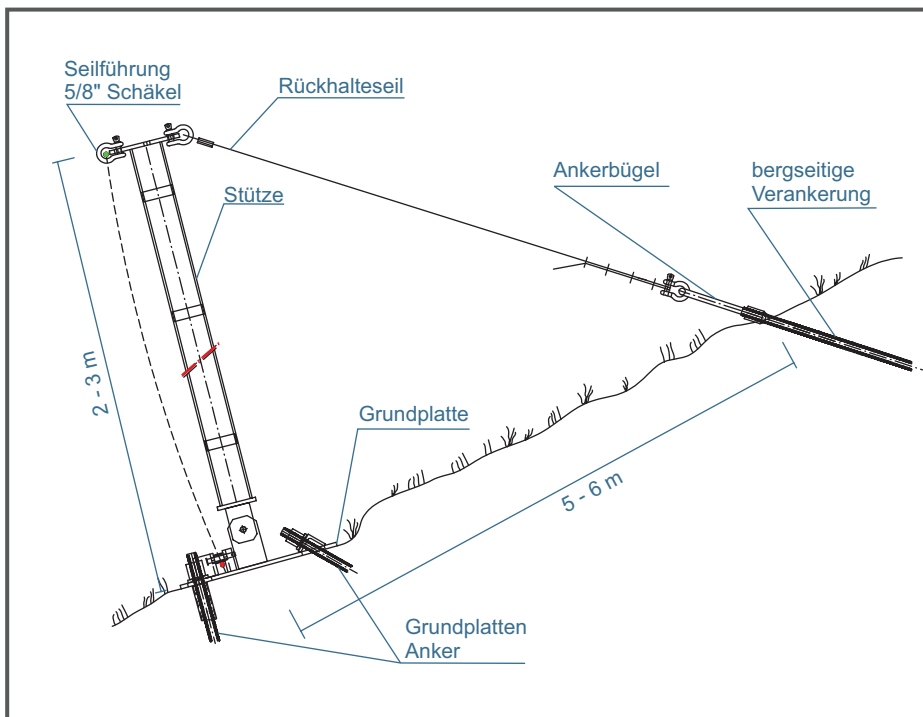 Seilführung
5/8" Schäkel
Rückhalteseil
Ankerbügel
bergseitige
Verankerung
Stütze
2 - 3 m
Grundplatte
5 - 6 m
Grundplatten
Anker